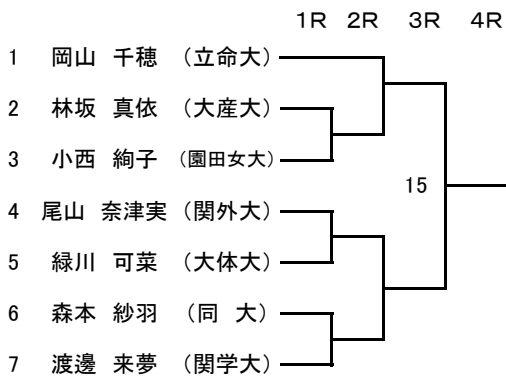 1R 2R 3R 4R
1 岡山 千穂 （立命大）
2 林坂 真依 （大産大）
3 小西 絢子 （園田女大）
15
4 尾山 奈津実 （関外大）
5 緑川 可菜 （大体大）
6 森本 紗羽 （同 大）
7 渡邊 来夢 （関学大）